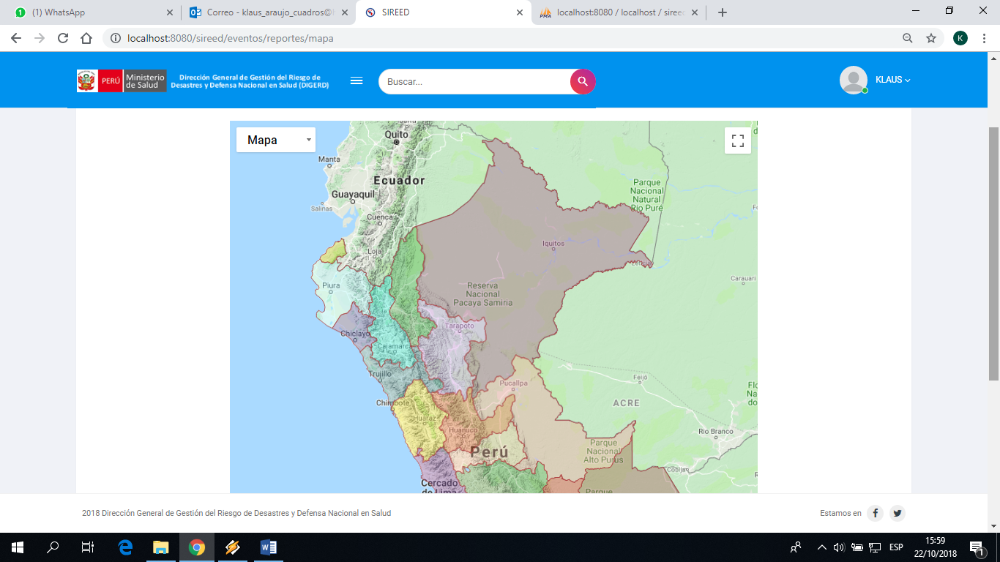 (1) WhatsApp
Correo - klaus_araujo_cuadros@
SIREED
localhost:8080 / localhost / siree
localhost:8080/sireed/eventos/reportes/mapa
K
PERÚ
Ministerio
de Salud
Dirección General de Gestión del Riesgo de
Desastres y Defensa Nacional en Salud (DIGERD)
Buscar...
KLAUS
Mapa
Quito
Manta
Ecuador
Guayaquil
Salinas
Cuenca
Loja
Parque
Nacional
Natural
Rio Puré
Iquitos
Piura
Reserva
Nacional
Pacaya Samiria
Carauari
Tarapoto
Chiclayo
Cajamarc
Trujillo
Pucallpa
Feijó
Chimbote
ACRE
Huaraz
Huanuco
Rio Branco
Perú
Parque
Nacional
Alto Purús
Cobija
Cercado
de Lima
Parque
2018 Dirección General de Gestión del Riesgo de Desastres y Defensa Nacional en Salud
Estamos en
ESP
15:59
22/10/2018
1